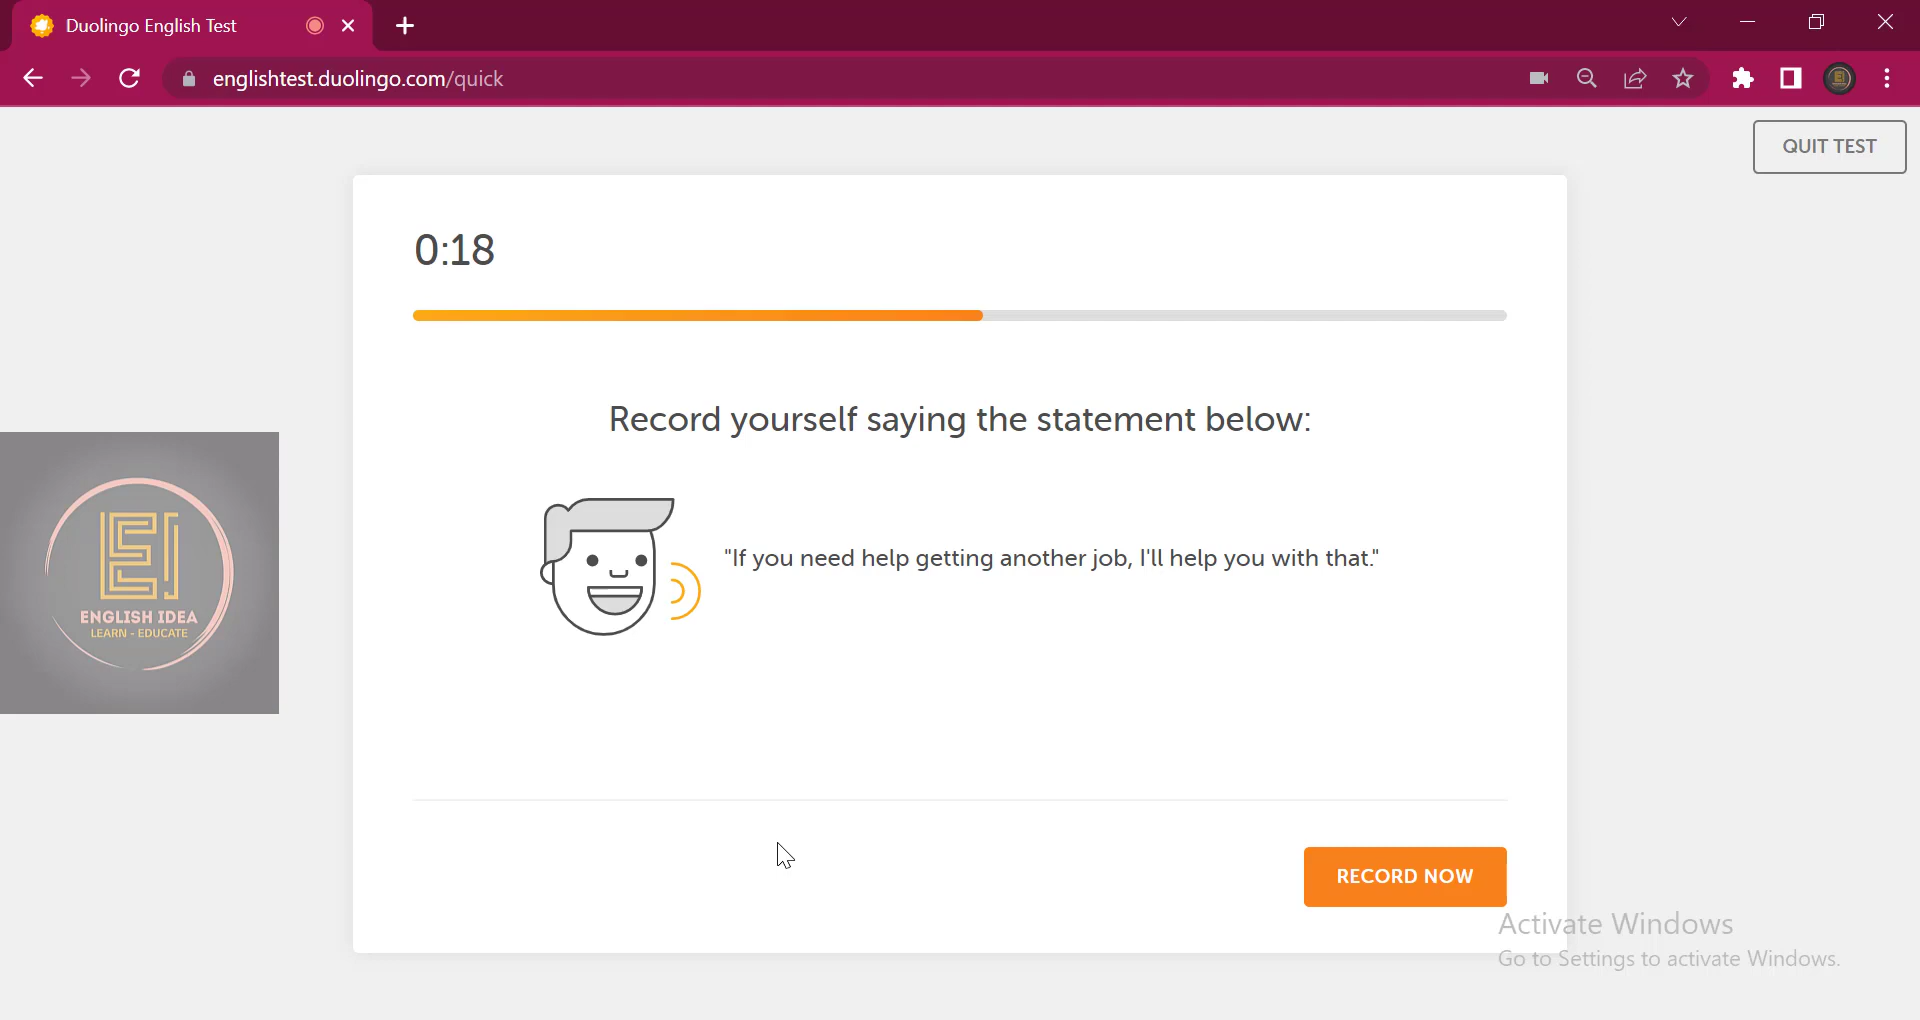 Duolingo English Test
englishtest.duolingo.com/quick
QUIT TEST
0:18
Record yourself saying the statement below:
"If you need help getting another job, I'll help you with that."
EI
ENGLISH IDEA
LEARN - EDUCATE
RECORD NOW
Activate Windows
Go to Settings to activate Windows.